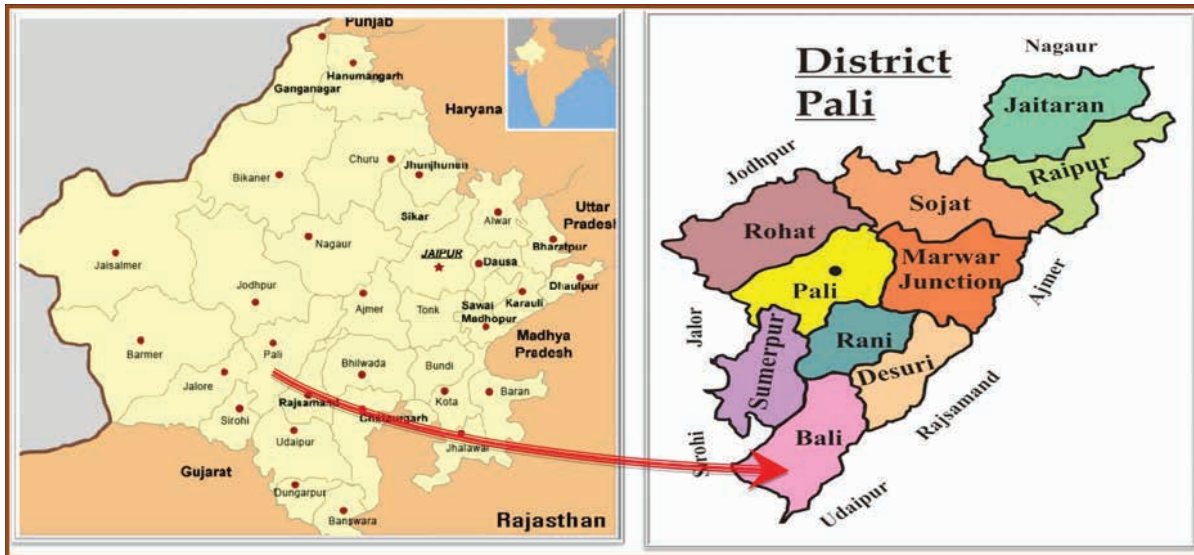 Punjab
Hanumangarh
Ganganagar
Haryana
Churu
Jhunjhunen
Bikaner
Sikar
Alwar
Uttar
Pradesh
Nagaur
JAIPUR
Bharatpur
Jaisalmer
Dausa
Dhaulpur
Jodhpur
Ajmer
Tonk
Sawai
Madhopur
Karauli
Madhya
Pradesh
Barmer
Pali
Bhilwada
Bundi
Jalore
Rajsamand
Kota
Baran
Sirohi
Chittaurgarh
Udaipur
Jhalawar
Gujarat
Dungarpur
Banswara
Rajasthan
District
Pali
Nagaur
Jaitaran
Raipur
Jodhpur
Sojat
Rohat
Marwar
Junction
Pali
Ajmer
Jalor
Rani
Sumerpur
Desuri
Rajsamand
Bali
Sirohi
Udaipur